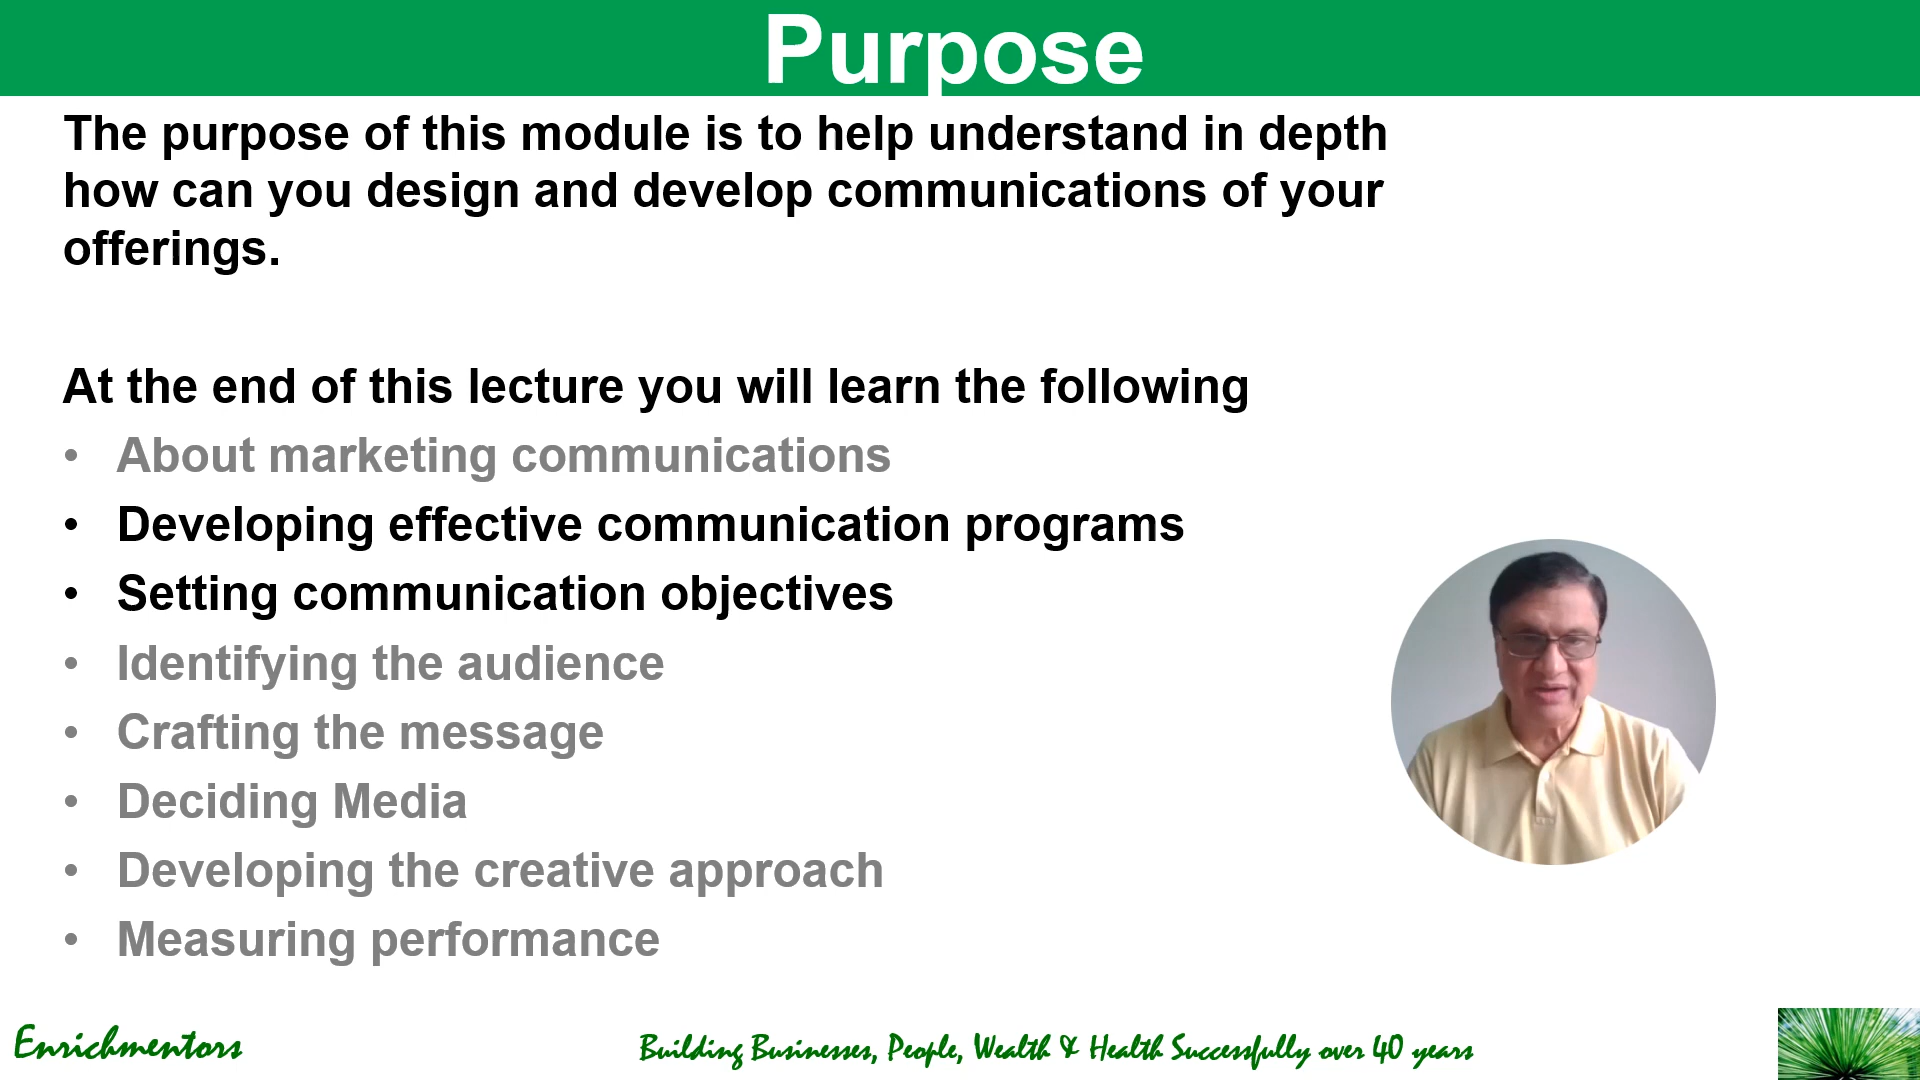 Purpose
The purpose of this module is to help understand in depth
how can you design and develop communications of your
offerings.
At the end of this lecture you will learn the following
• About marketing communications
• Developing effective communication programs
• Setting communication objectives
• Identifying the audience
• Crafting the message
• Deciding Media
• Developing the creative approach
• Measuring performance
Enrichmentors
Building Businesses, People, Wealth & Health Successfully over 40 years